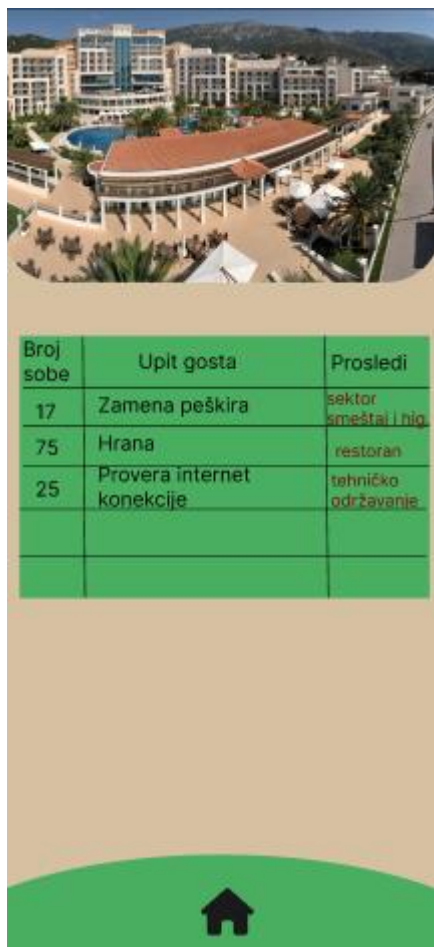 Broj sobe
Upit gosta
Prosledi
17
Zamena peškira
sektor smeštaj i hig.
75
Hrana
restoran
25
Provera internet konekcije
tehničko održavanje